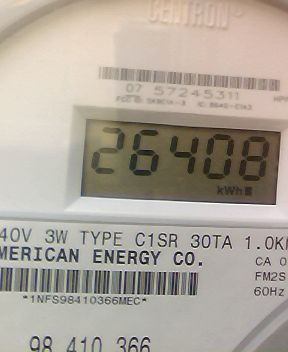 CENTRON
07 57245311
26408
kWh
40V 3W TYPE C1SR 30TA 1.0K
MERICAN ENERGY CO.
CA 0
FM2S
*1NFS98410366MEC*
60Hz
98 410 366